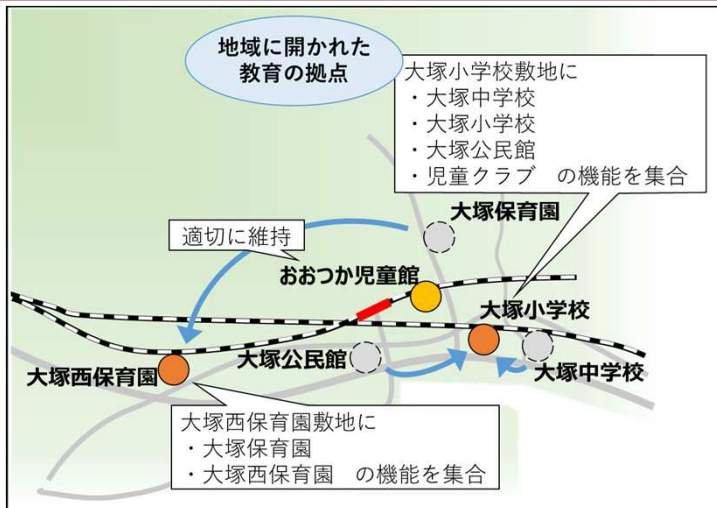 地域に開かれた
教育の拠点
大塚小学校敷地に
・大塚中学校
・大塚小学校
・大塚公民館
・児童クラブ　の機能を集合
大塚保育園
適切に維持
おおつか児童館
大塚小学校
大塚公民館
大塚西保育園
大塚中学校
大塚西保育園敷地に
・大塚保育園
・大塚西保育園　の機能を集合